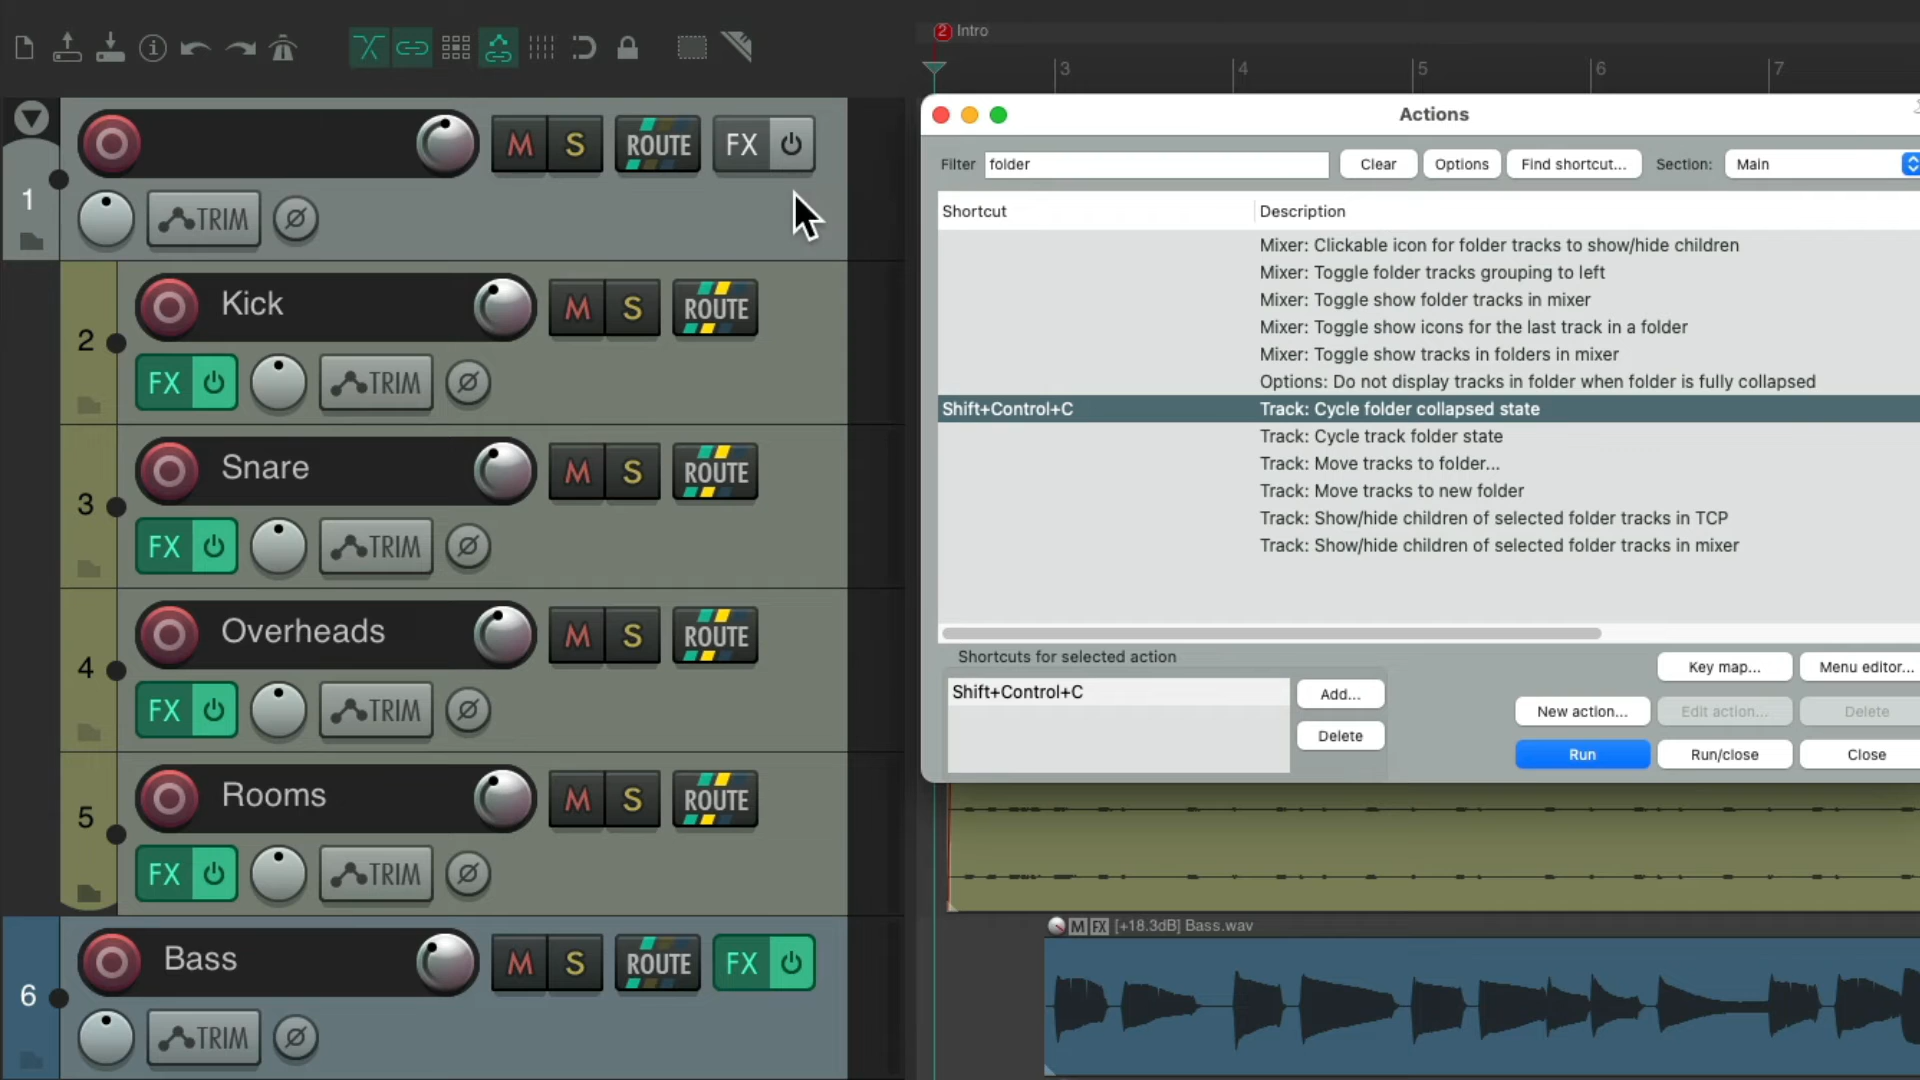 2 Intro
3 4 5 6 7
1 M S ROUTE FX
TRIM
2 Kick M S ROUTE
FX TRIM
3 Snare M S ROUTE
FX TRIM
4 Overheads M S ROUTE
FX TRIM
5 Rooms M S ROUTE
FX TRIM
6 Bass M S ROUTE FX
TRIM
Actions
Filter folder Clear Options Find shortcut... Section: Main
Shortcut Description
Mixer: Clickable icon for folder tracks to show/hide children
Mixer: Toggle folder tracks grouping to left
Mixer: Toggle show folder tracks in mixer
Mixer: Toggle show icons for the last track in a folder
Mixer: Toggle show tracks in folders in mixer
Options: Do not display tracks in folder when folder is fully collapsed
Shift+Control+C Track: Cycle folder collapsed state
Track: Cycle track folder state
Track: Move tracks to folder...
Track: Move tracks to new folder
Track: Show/hide children of selected folder tracks in TCP
Track: Show/hide children of selected folder tracks in mixer
Shortcuts for selected action
Shift+Control+C
Add...
Delete
Key map... Menu editor...
New action... Edit action... Delete
Run Run/close Close
M FX [+18.3dB] Bass.wav